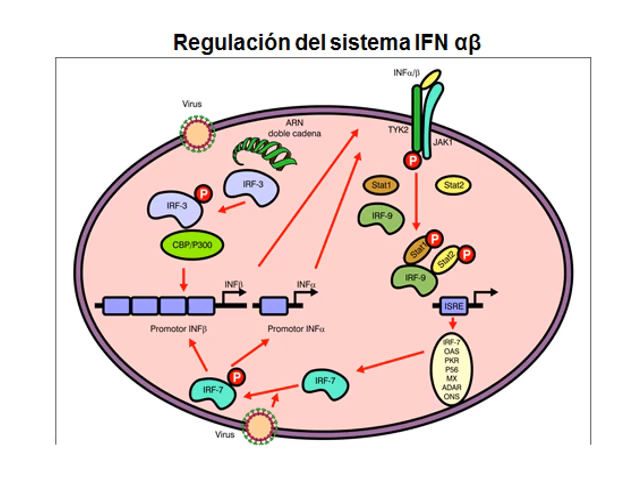 Regulación del sistema IFN αβ
INFα/β
Virus
ARN
doble cadena
TYK2
JAK1
P
IRF-3
P
IRF-3
Stat1
Stat2
IRF-9
CBP/P300
P
Stat1
Stat2
P
IRF-9
INFβ
INFα
ISRE
Promotor INFβ
Promotor INFα
IRF-7
OAS
PKR
P56
MX
ADAR
ONS
P
IRF-7
IRF-7
Virus